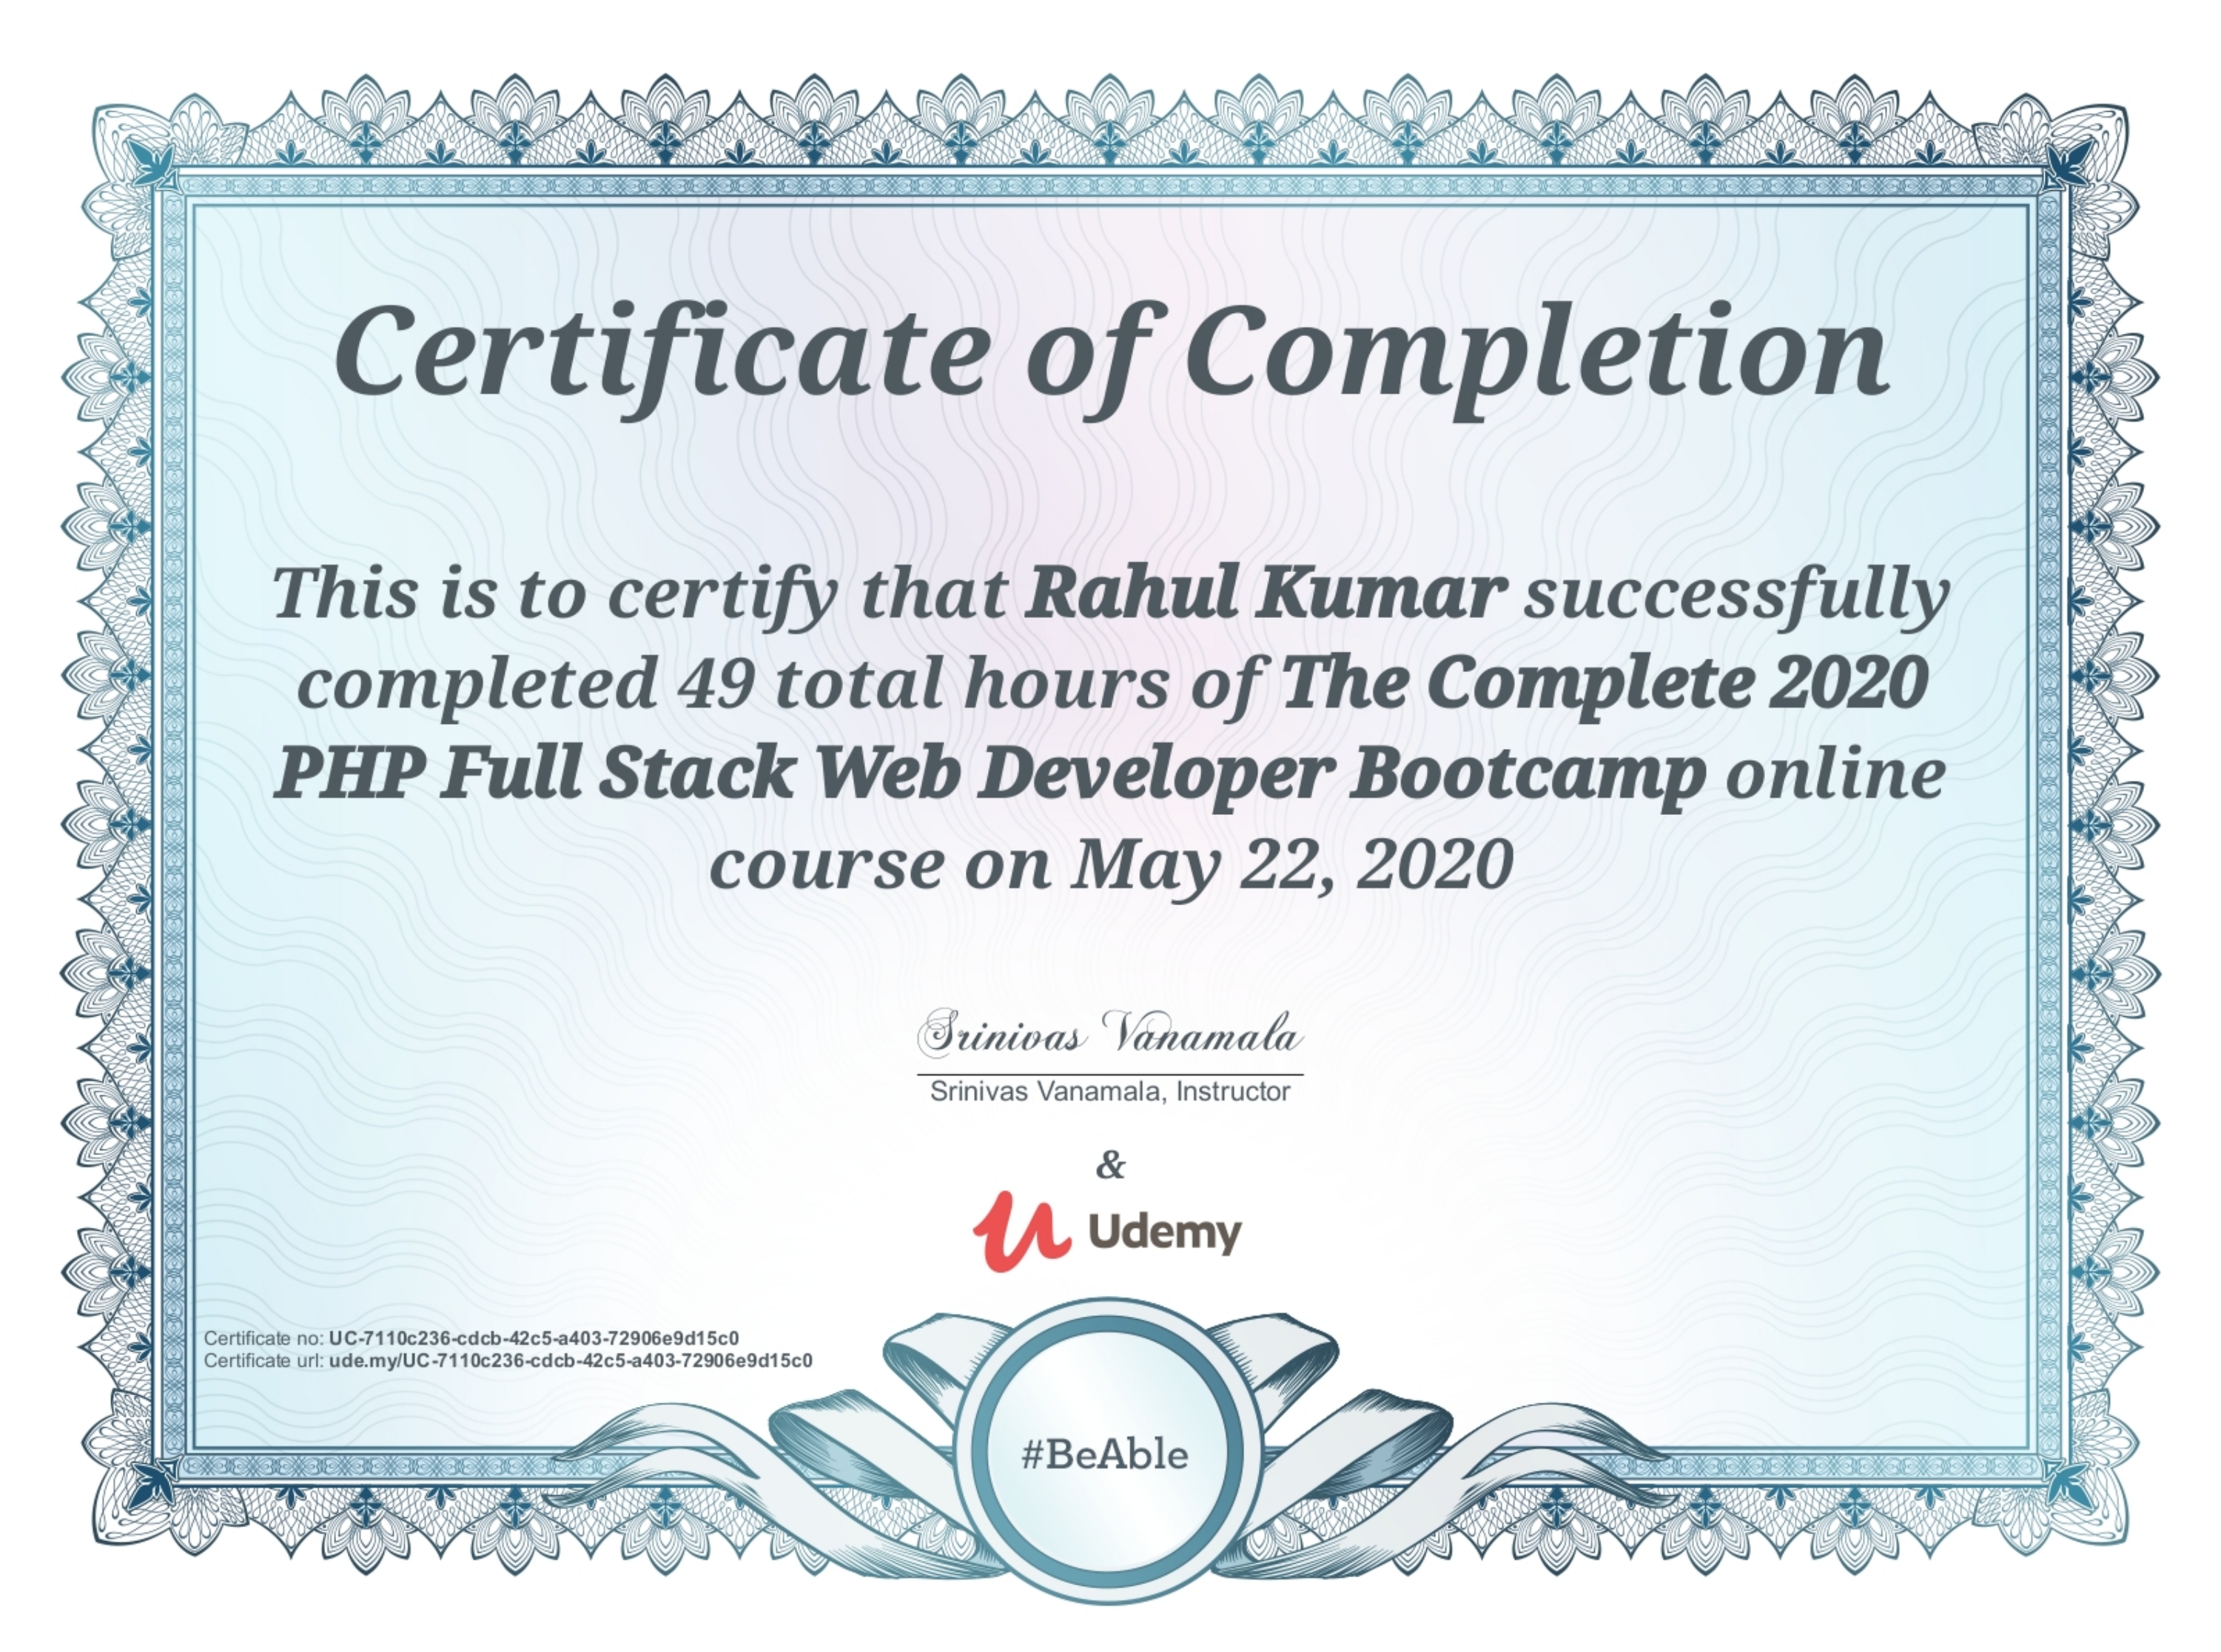 Certificate of Completion
This is to certify that Rahul Kumar successfully
completed 49 total hours of The Complete 2020
PHP Full Stack Web Developer Bootcamp online
course on May 22, 2020
Srinivas Vanamala
Srinivas Vanamala, Instructor
&
Udemy
Certificate no: UC-7110c236-cdcb-42c5-a403-72906e9d15c0
Certificate url: ude.my/UC-7110c236-cdcb-42c5-a403-72906e9d15c0
#BeAble